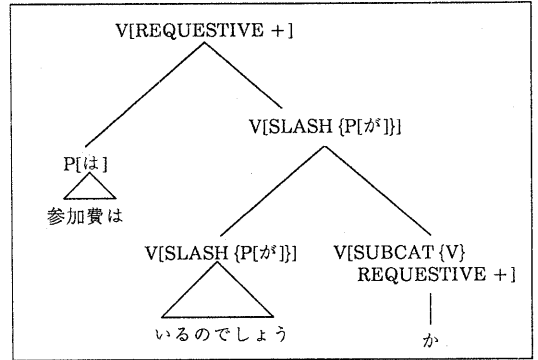 V[REQUESTIVE +]
V[SLASH {P[が]}]
P[は]
参加費は
V[SLASH {P[が]}]
V[SUBCAT {V}
REQUESTIVE +]
いるのでしょう
か